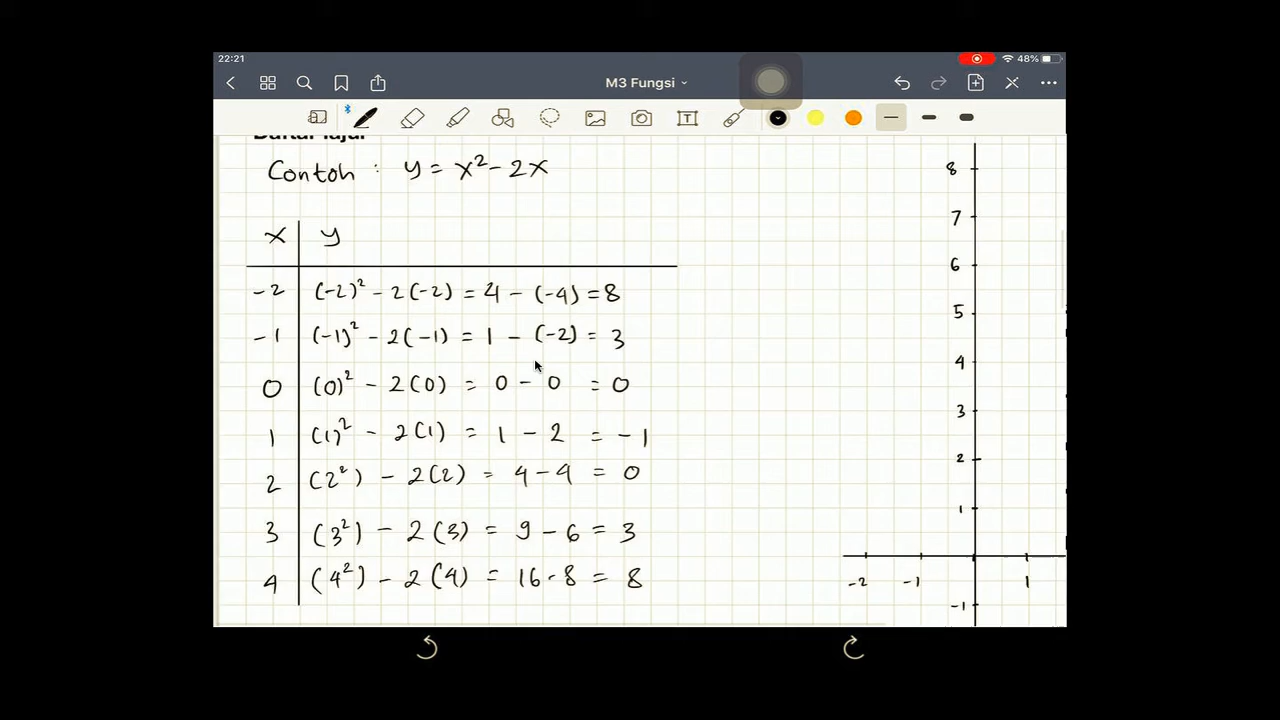 22:21
48%
M3 Fungsi
Daftar lajur
Contoh : y = x² - 2x
x y
-2 (-2)² - 2(-2) = 4 - (-4) = 8
-1 (-1)² - 2(-1) = 1 - (-2) = 3
0 (0)² - 2(0) = 0 - 0 = 0
1 (1)² - 2(1) = 1 - 2 = -1
2 (2²) - 2(2) = 4 - 4 = 0
3 (3²) - 2(3) = 9 - 6 = 3
4 (4²) - 2(4) = 16 - 8 = 8
8
7
6
5
4
3
2
1
-2 -1 1
-1